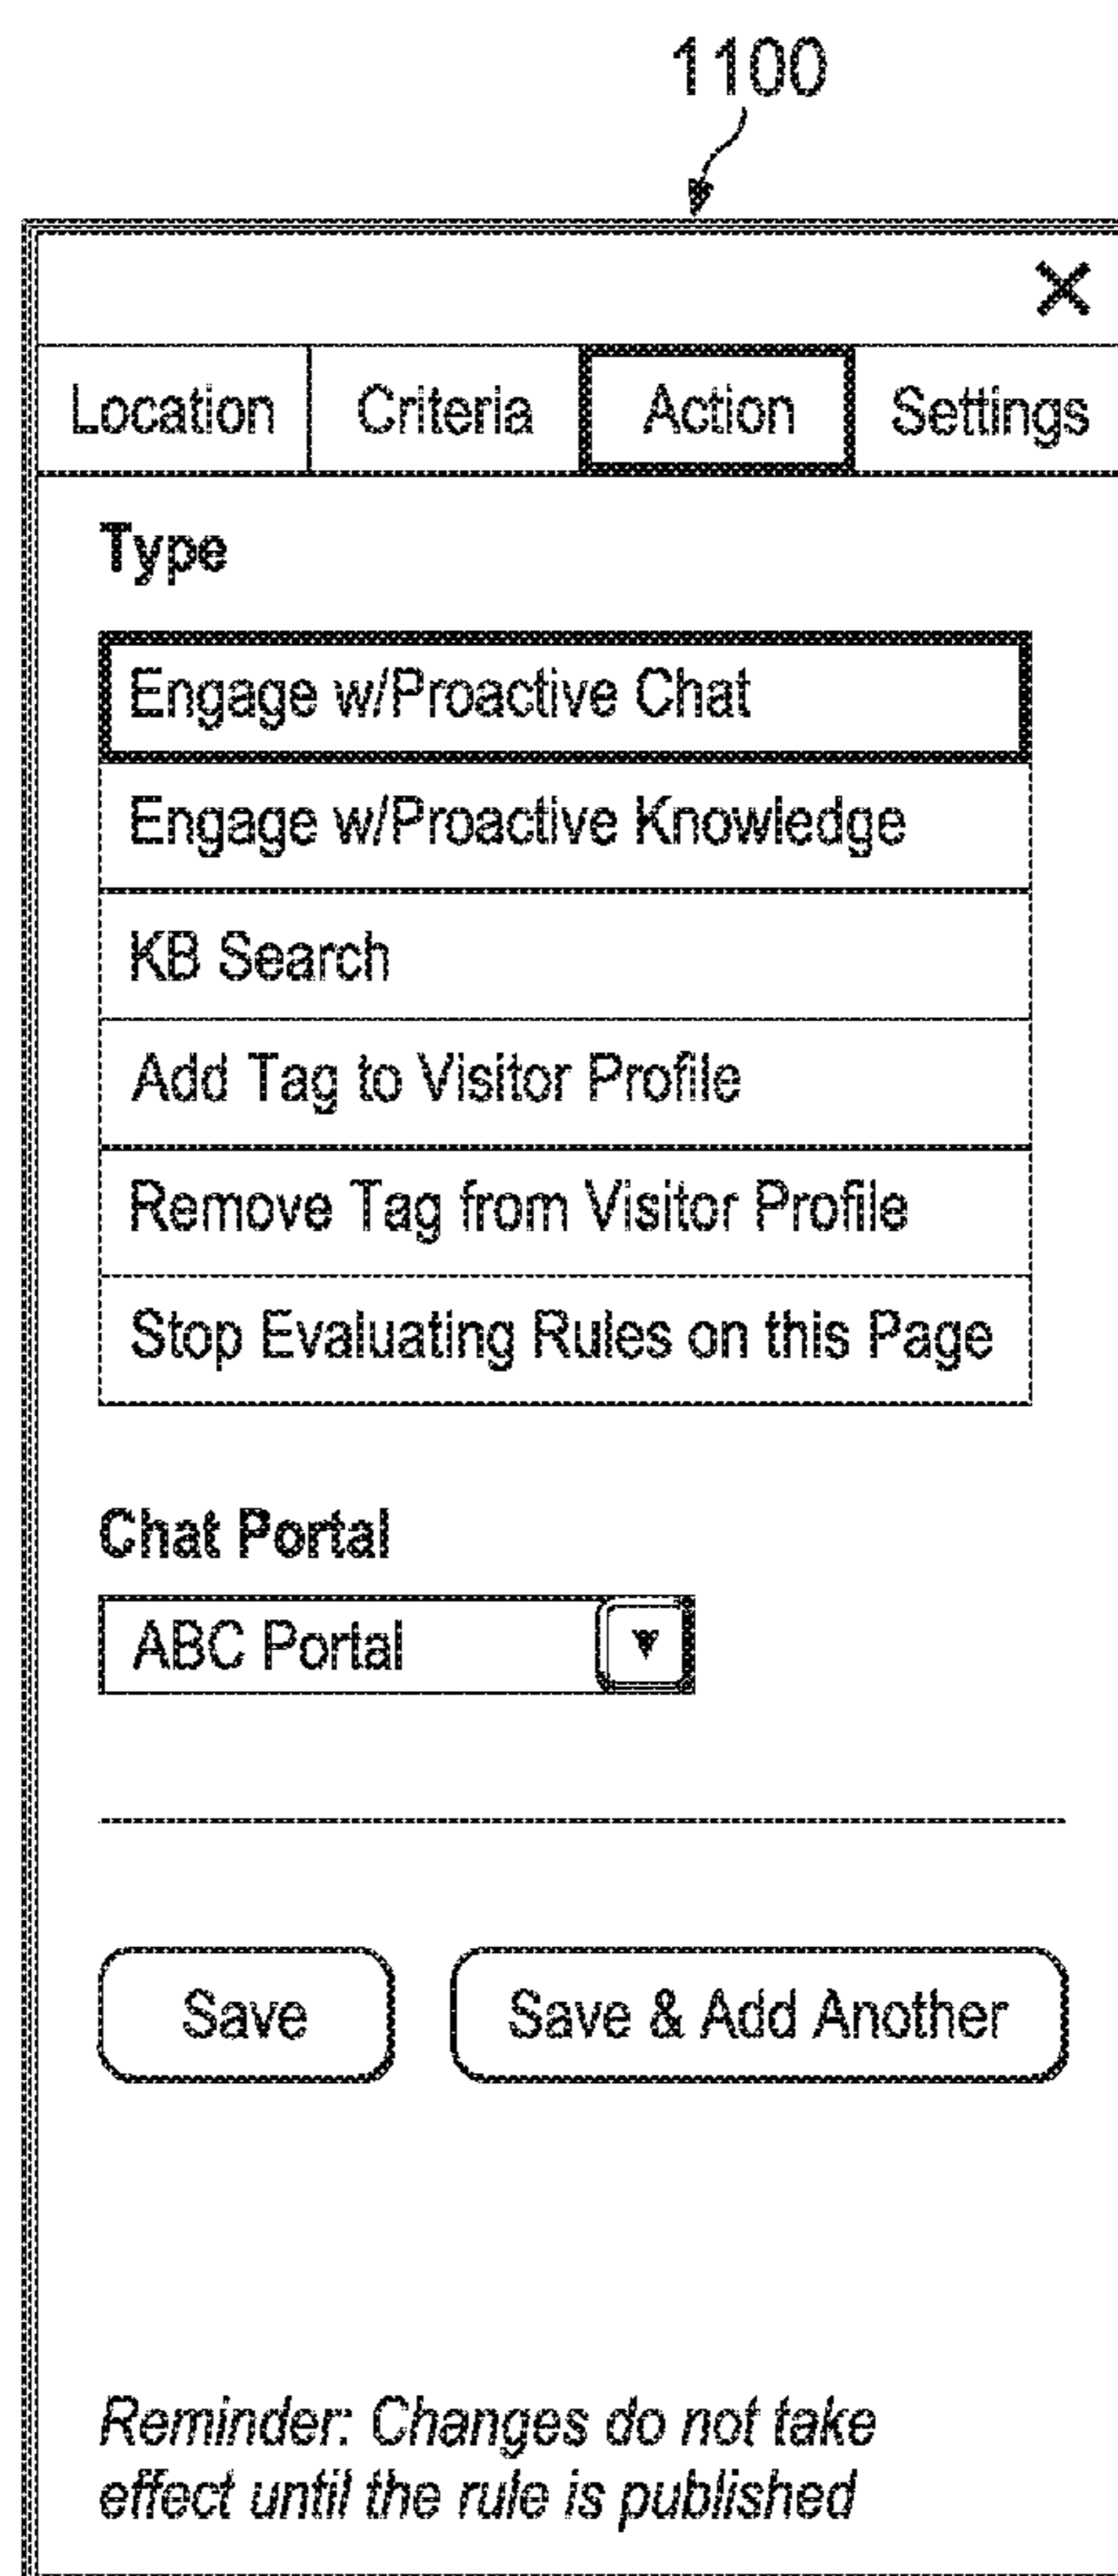 1100
×
Location Criteria Action Settings
Type
Engage w/Proactive Chat
Engage w/Proactive Knowledge
KB Search
Add Tag to Visitor Profile
Remove Tag from Visitor Profile
Stop Evaluating Rules on this Page
Chat Portal
ABC Portal
Save Save & Add Another
Reminder: Changes do not take
effect until the rule is published